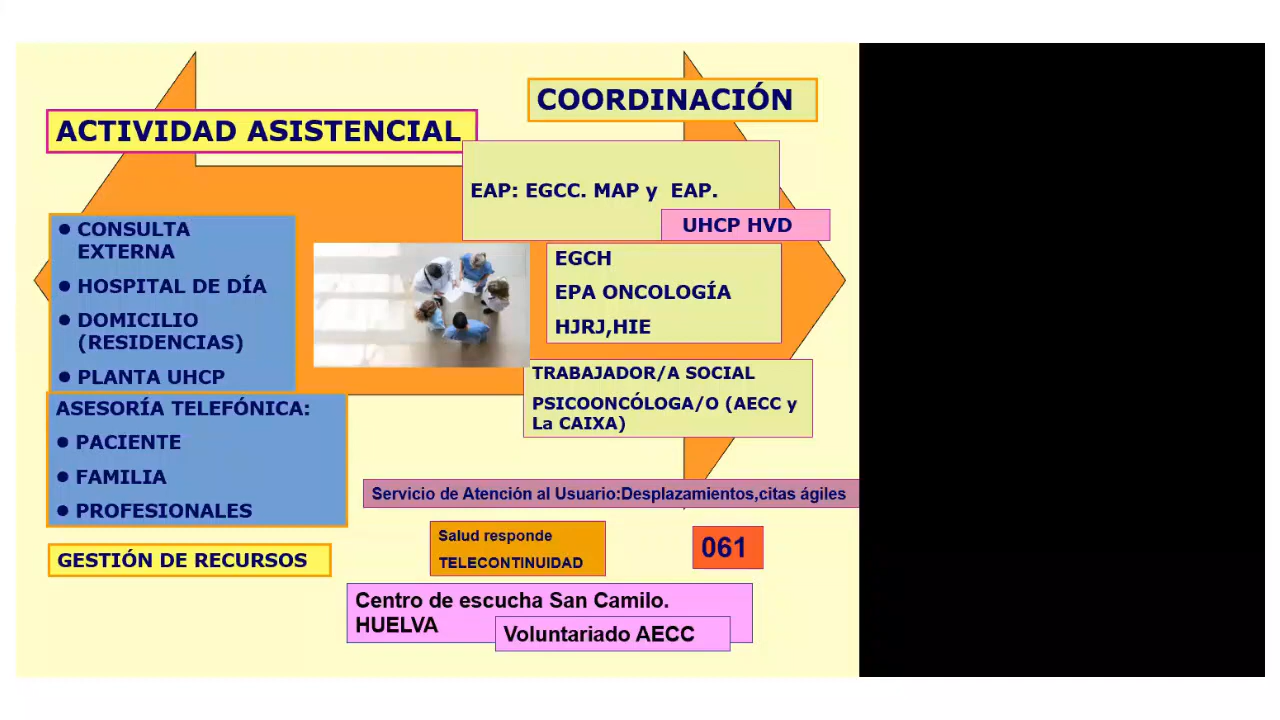 ACTIVIDAD ASISTENCIAL
CONSULTA
EXTERNA
HOSPITAL DE DÍA
DOMICILIO
(RESIDENCIAS)
PLANTA UHCP
ASESORÍA TELEFÓNICA:
PACIENTE
FAMILIA
PROFESIONALES
GESTIÓN DE RECURSOS
COORDINACIÓN
EAP: EGCC. MAP y EAP.
UHCP HVD
EGCH
EPA ONCOLOGÍA
HJRJ,HIE
TRABAJADOR/A SOCIAL
PSICOONCÓLOGA/O (AECC y
La CAIXA)
Servicio de Atención al Usuario:Desplazamientos,citas ágiles
Salud responde
TELECONTINUIDAD
061
Centro de escucha San Camilo.
HUELVA
Voluntariado AECC